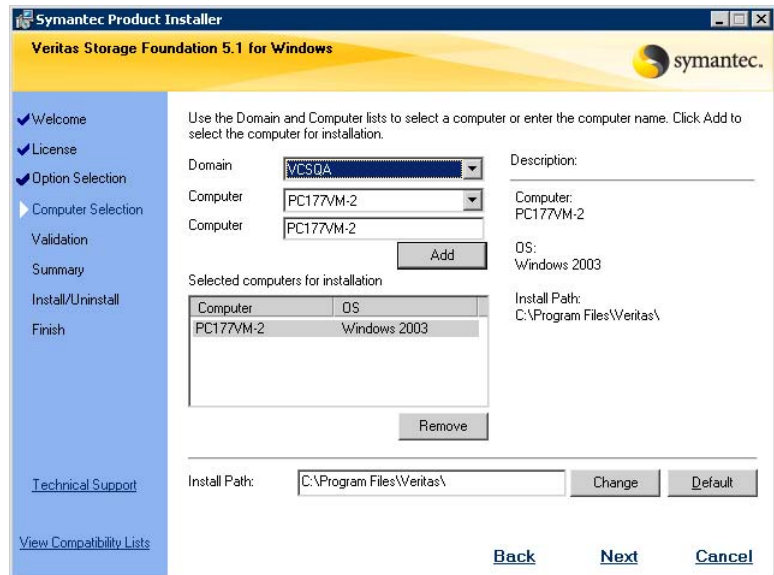 Symantec Product Installer
Veritas Storage Foundation 5.1 for Windows
symantec.
Welcome
License
Option Selection
Computer Selection
Validation
Summary
Install/Uninstall
Finish
Technical Support
View Compatibility Lists
Use the Domain and Computer lists to select a computer or enter the computer name. Click Add to
select the computer for installation.
Domain VCSQA
Computer PC177VM-2
Computer PC177VM-2
Add
Selected computers for installation
Computer OS
PC177VM-2 Windows 2003
Remove
Description:
Computer:
PC177VM-2
OS:
Windows 2003
Install Path:
C:\Program Files\Veritas\
Install Path: C:\Program Files\Veritas\ Change Default
Back Next Cancel